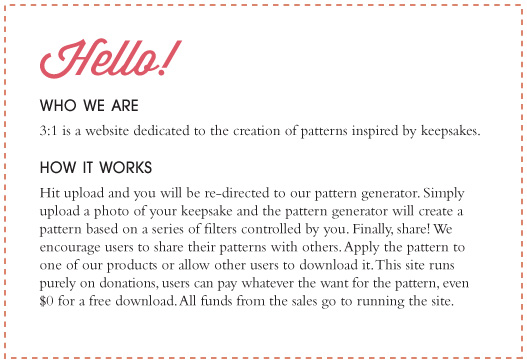 Hello!
WHO WE ARE
3:1 is a website dedicated to the creation of patterns inspired by keepsakes.
HOW IT WORKS
Hit upload and you will be re-directed to our pattern generator. Simply
upload a photo of your keepsake and the pattern generator will create a
pattern based on a series of filters controlled by you. Finally, share! We
encourage users to share their patterns with others. Apply the pattern to
one of our products or allow other users to download it. This site runs
purely on donations, users can pay whatever the want for the pattern, even
$0 for a free download. All funds from the sales go to running the site.